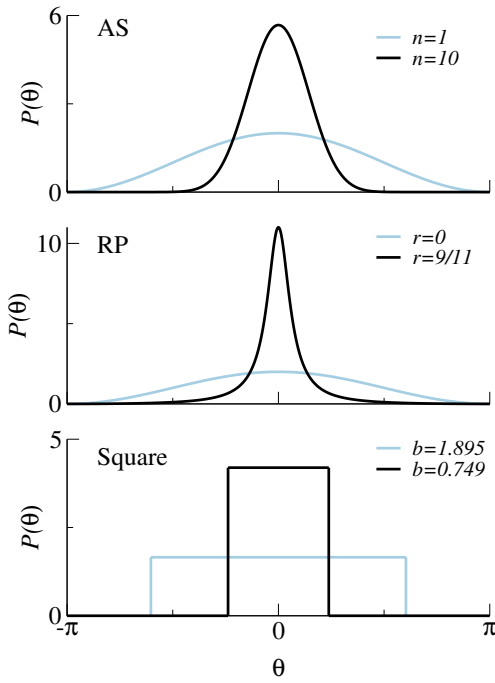 6
AS
n=1
n=10
P(θ)
0
10
RP
r=0
r=9/11
P(θ)
0
5
Square
b=1.895
b=0.749
P(θ)
0
-π
0
π
θ